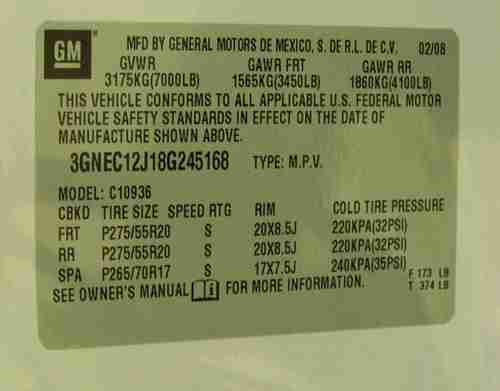 GM
MFD BY GENERAL MOTORS DE MEXICO, S. DE R.L. DE C.V. 02/08
GVWR GAWR FRT GAWR RR
3175KG(7000LB) 1565KG(3450LB) 1860KG(4100LB)
THIS VEHICLE CONFORMS TO ALL APPLICABLE U.S. FEDERAL MOTOR
VEHICLE SAFETY STANDARDS IN EFFECT ON THE DATE OF
MANUFACTURE SHOWN ABOVE.
3GNEC12J18G245168 TYPE: M.P.V.
MODEL: C10936
CBKD TIRE SIZE SPEED RTG RIM COLD TIRE PRESSURE
FRT P275/55R20 S 20X8.5J 220KPA(32PSI)
RR P275/55R20 S 20X8.5J 220KPA(32PSI)
SPA P265/70R17 S 17X7.5J 240KPA(35PSI)
F 173 LB
SEE OWNER'S MANUAL i FOR MORE INFORMATION.
T 374 LB